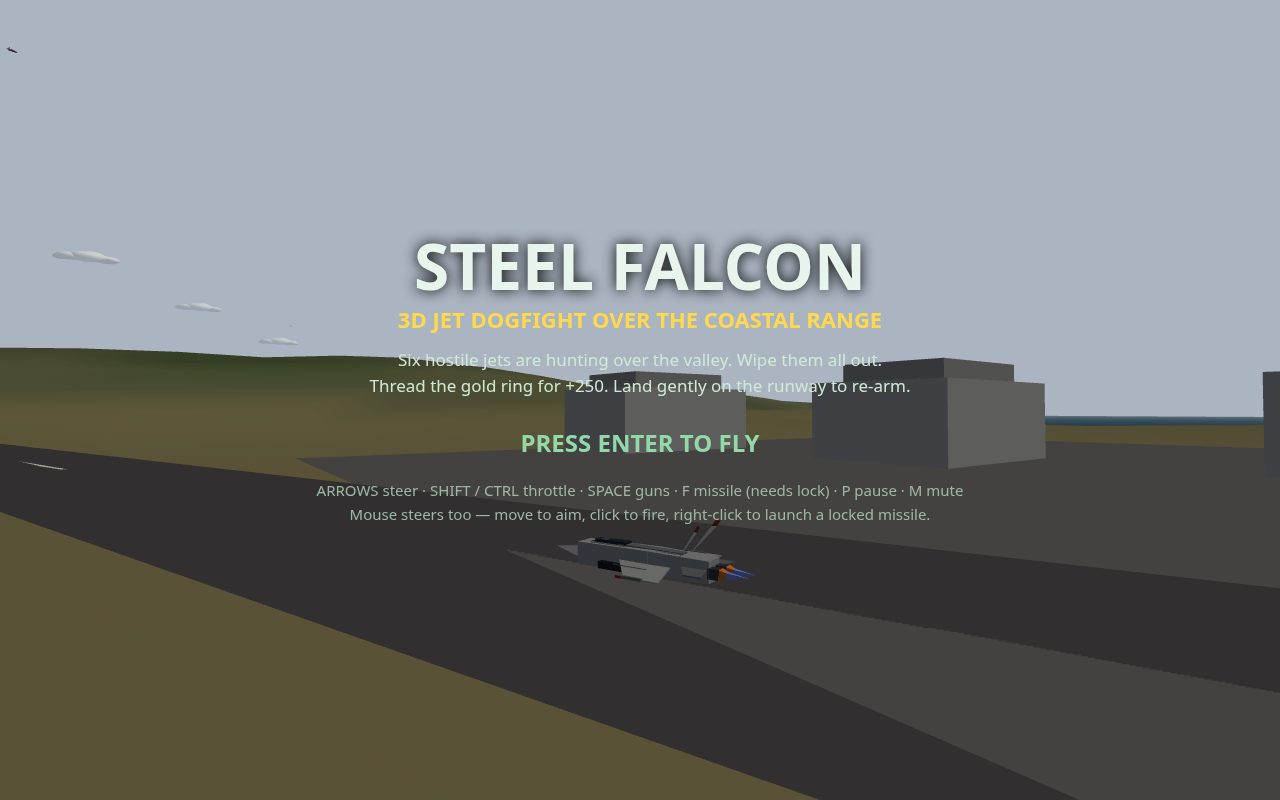 STEEL FALCON
3D JET DOGFIGHT OVER THE COASTAL RANGE
Six hostile jets are hunting over the valley. Wipe them all out.
Thread the gold ring for +250. Land gently on the runway to re-arm.
PRESS ENTER TO FLY
ARROWS steer · SHIFT / CTRL throttle · SPACE guns · F missile (needs lock) · P pause · M mute
Mouse steers too — move to aim, click to fire, right-click to launch a locked missile.